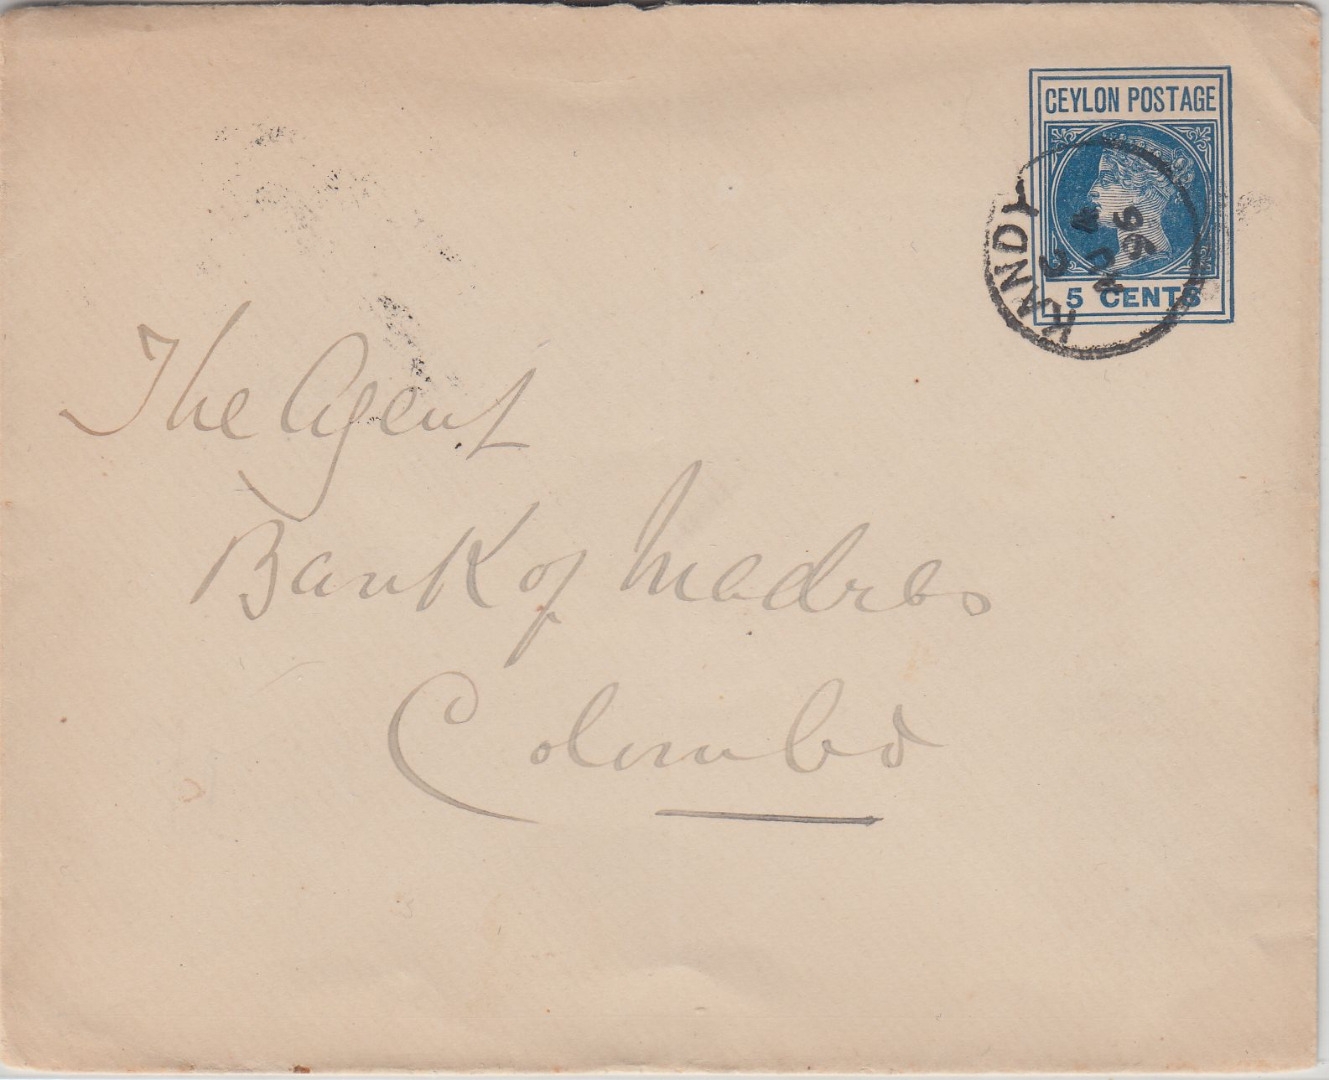 CEYLON POSTAGE
5 CENTS
KANDY
96
The Agent
Bank of Madras
Colombo